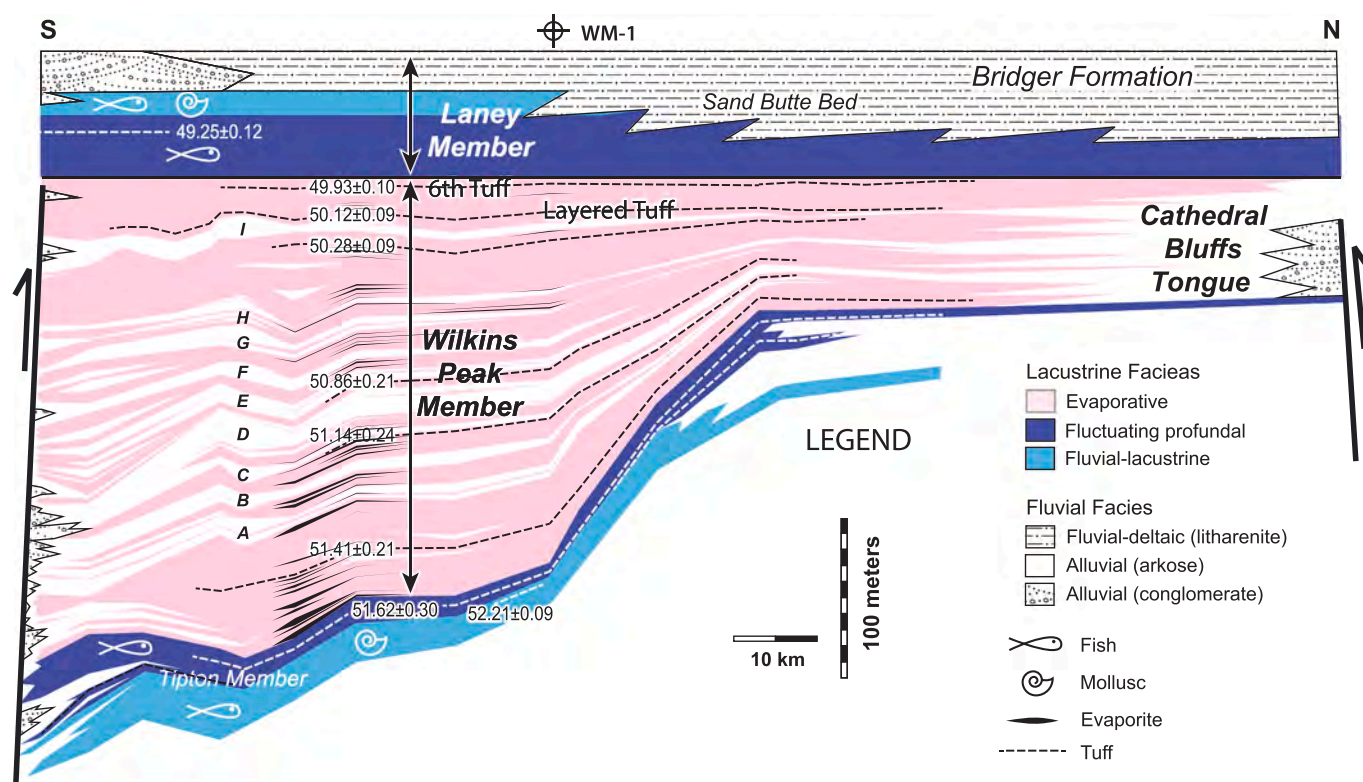 S
WM-1
N
Bridger Formation
Sand Butte Bed
Laney
Member
49.25±0.12
49.93±0.10
6th Tuff
50.12±0.09
Layered Tuff
I
50.28±0.09
Cathedral
Bluffs
Tongue
H
G
Wilkins
Peak
Member
F
50.86±0.21
E
D
51.14±0.24
C
B
A
51.41±0.21
51.62±0.30
52.21±0.09
Tipton Member
LEGEND
100 meters
10 km
Lacustrine Facieas
Evaporative
Fluctuating profundal
Fluvial-lacustrine
Fluvial Facies
Fluvial-deltaic (litharenite)
Alluvial (arkose)
Alluvial (conglomerate)
Fish
Mollusc
Evaporite
Tuff